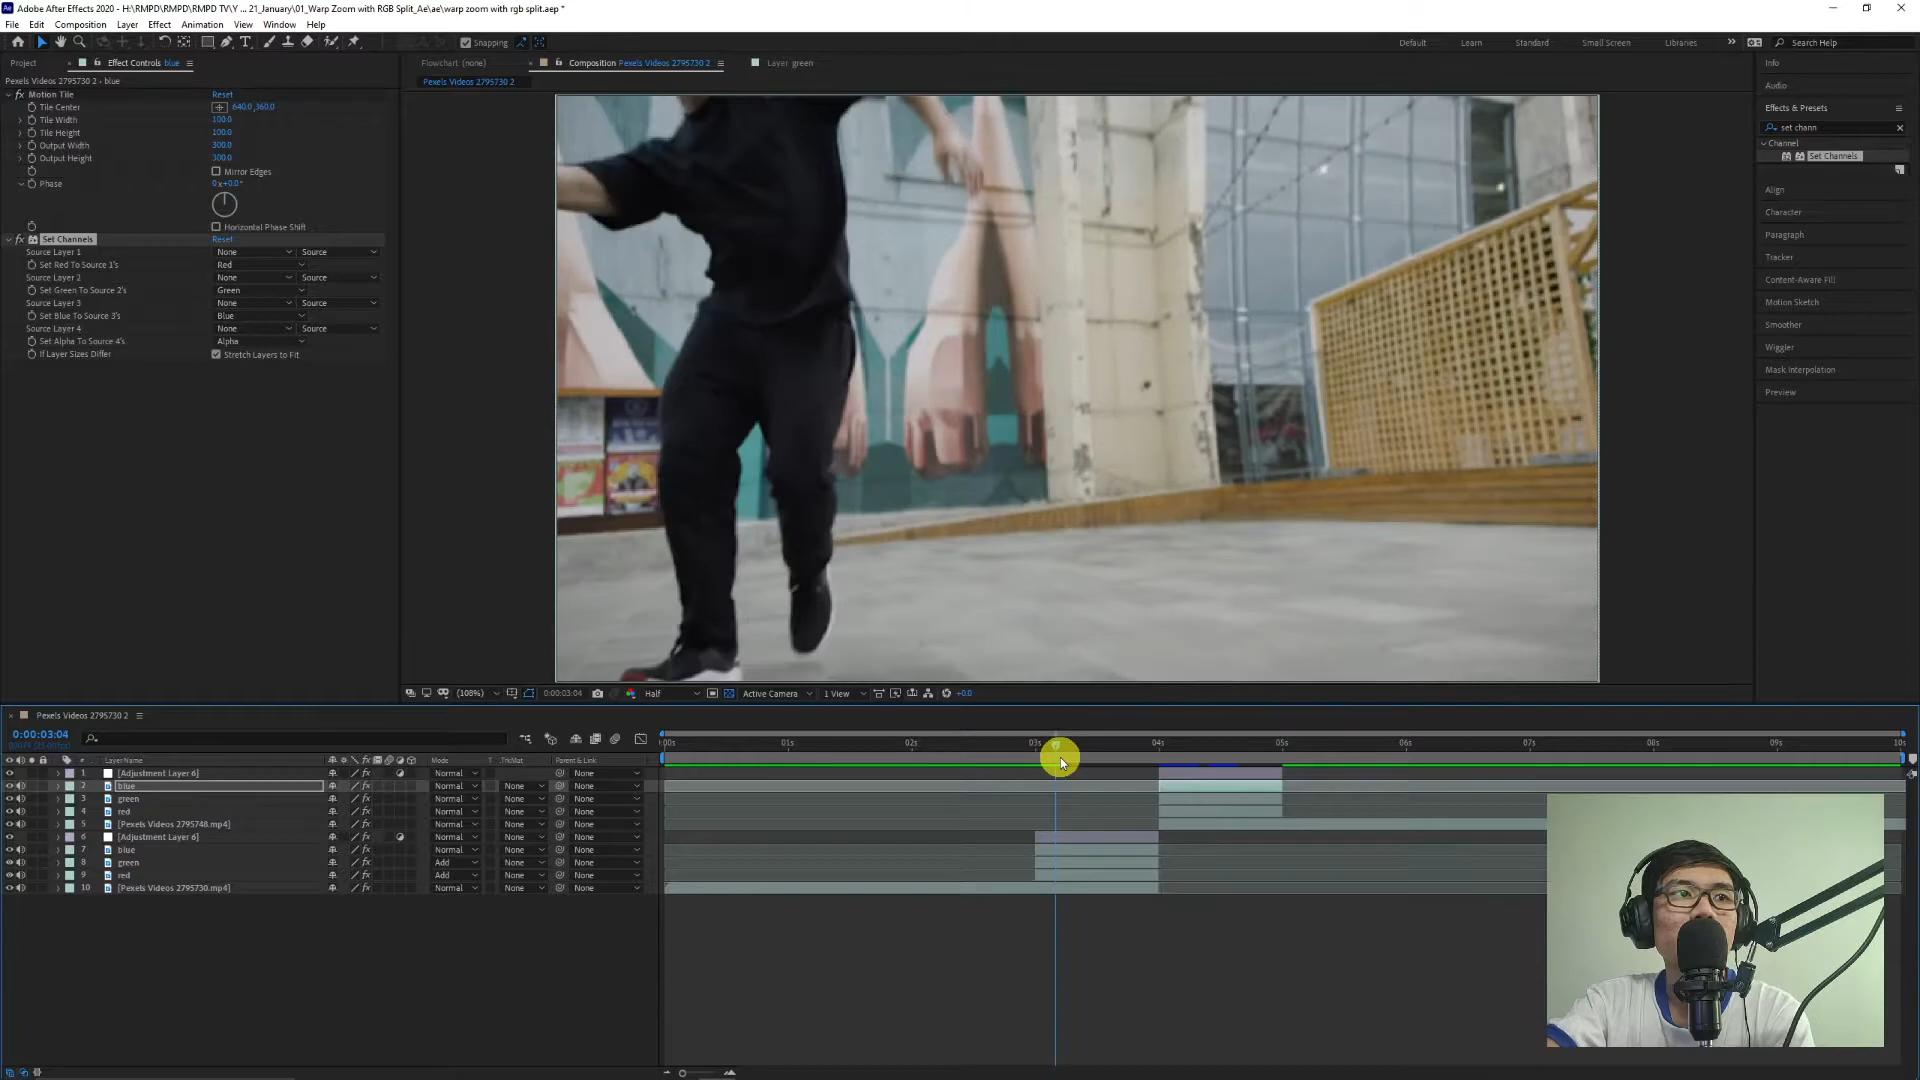 Adobe After Effects 2020 - H:\RMPD\RMPD TV\Y ... 21_January\01_Warp Zoom with RGB Split_Ae\ae\warp zoom with rgb split.aep *
File Edit Composition Layer Effect Animation View Window Help
Snapping
Default Learn Standard Small Screen Libraries Search Help
Project Effect Controls blue
Flowchart (none) Composition Pexels Videos 2795730 2 Layer green
Pexels Videos 2795730 2 · blue
Pexels Videos 2795730 2
fx Motion Tile Reset
Tile Center 640.0,360.0
Tile Width 100.0
Tile Height 100.0
Output Width 300.0
Output Height 300.0
Mirror Edges
Phase 0x+0.0°
Horizontal Phase Shift
fx Set Channels Reset
Source Layer 1 None Source
Set Red To Source 1's Red
Source Layer 2 None Source
Set Green To Source 2's Green
Source Layer 3 None Source
Set Blue To Source 3's Blue
Source Layer 4 None Source
Set Alpha To Source 4's Alpha
If Layer Sizes Differ Stretch Layers to Fit
Info
Audio
Effects & Presets
set chann
Channel
Set Channels
Align
Character
Paragraph
Tracker
Content-Aware Fill
Motion Sketch
Smoother
Wiggler
Mask Interpolation
Preview
(108%) 0:00:03:04 Half Active Camera 1 View +0.0
Pexels Videos 2795730 2
0:00:03:04
:00s 01s 02s 03s 04s 05s 06s 07s 08s 09s 10s
# Layer Name fx Mode T .TrkMat Parent & Link
1 [Adjustment Layer 6] Normal None
2 blue fx Normal None None
3 green fx Normal None None
4 red fx Normal None None
5 [Pexels Videos 2795748.mp4] fx Normal None None
6 [Adjustment Layer 6] fx Normal None None
7 blue fx Normal None None
8 green fx Add None None
9 red fx Add None None
10 [Pexels Videos 2795730.mp4] fx Normal None None